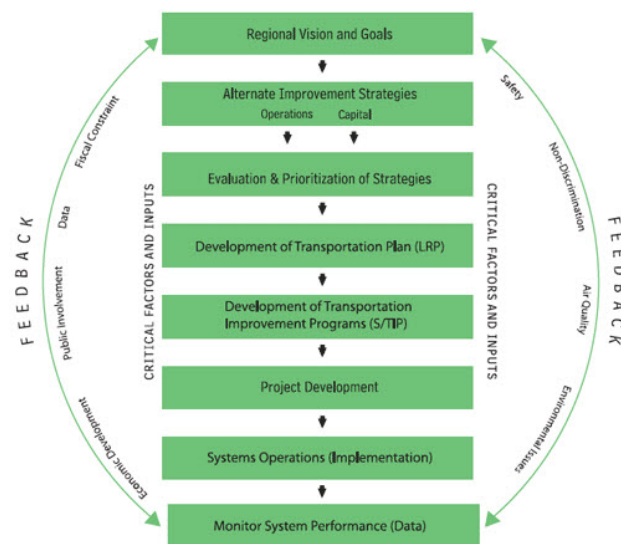 Regional Vision and Goals
Alternate Improvement Strategies
Operations Capital
Evaluation & Prioritization of Strategies
Development of Transportation Plan (LRP)
Development of Transportation
Improvement Programs (S/TIP)
Project Development
Systems Operations (Implementation)
Monitor System Performance (Data)
FEEDBACK
Fiscal Constraint
Data
Public Involvement
Economic Development
CRITICAL FACTORS AND INPUTS
CRITICAL FACTORS AND INPUTS
Safety
Non-Discrimination
Air Quality
Environmental Issues
FEEDBACK